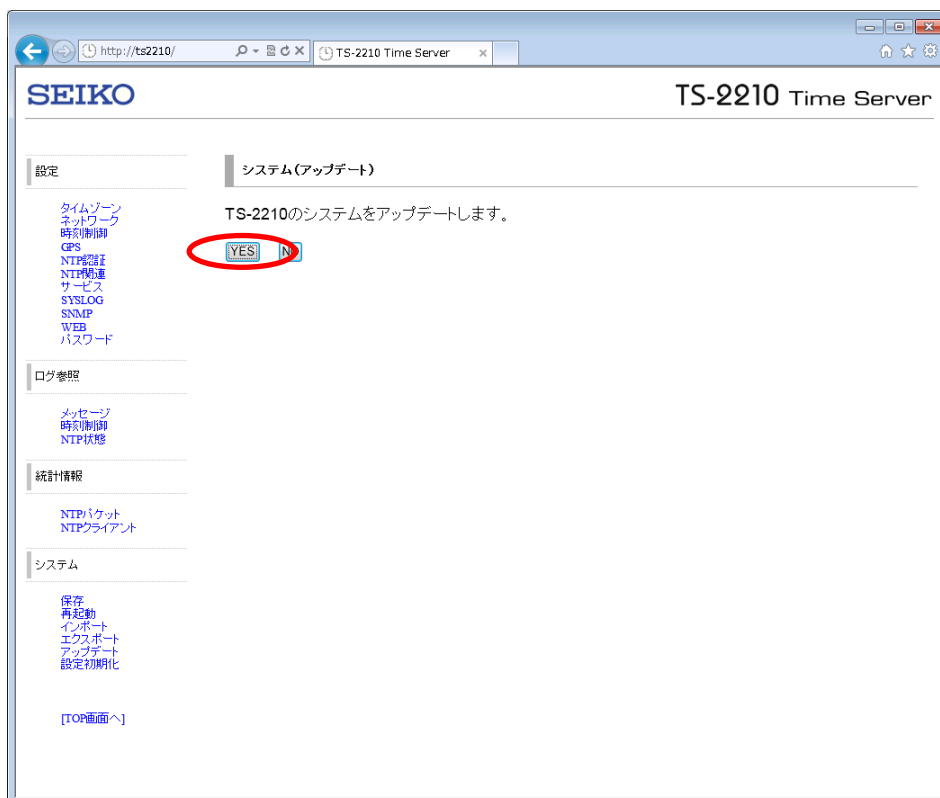 http://ts2210/
TS-2210 Time Server
SEIKO
TS-2210 Time Server
設定
タイムゾーン
ネットワーク
時刻制御
GPS
NTP認証
NTP関連
サービス
SYSLOG
SNMP
WEB
パスワード
ログ参照
メッセージ
時刻制御
NTP状態
統計情報
NTPパケット
NTPクライアント
システム
保存
再起動
インポート
エクスポート
アップデート
設定初期化
[TOP画面へ]
システム(アップデート)
TS-2210のシステムをアップデートします。
YES NO